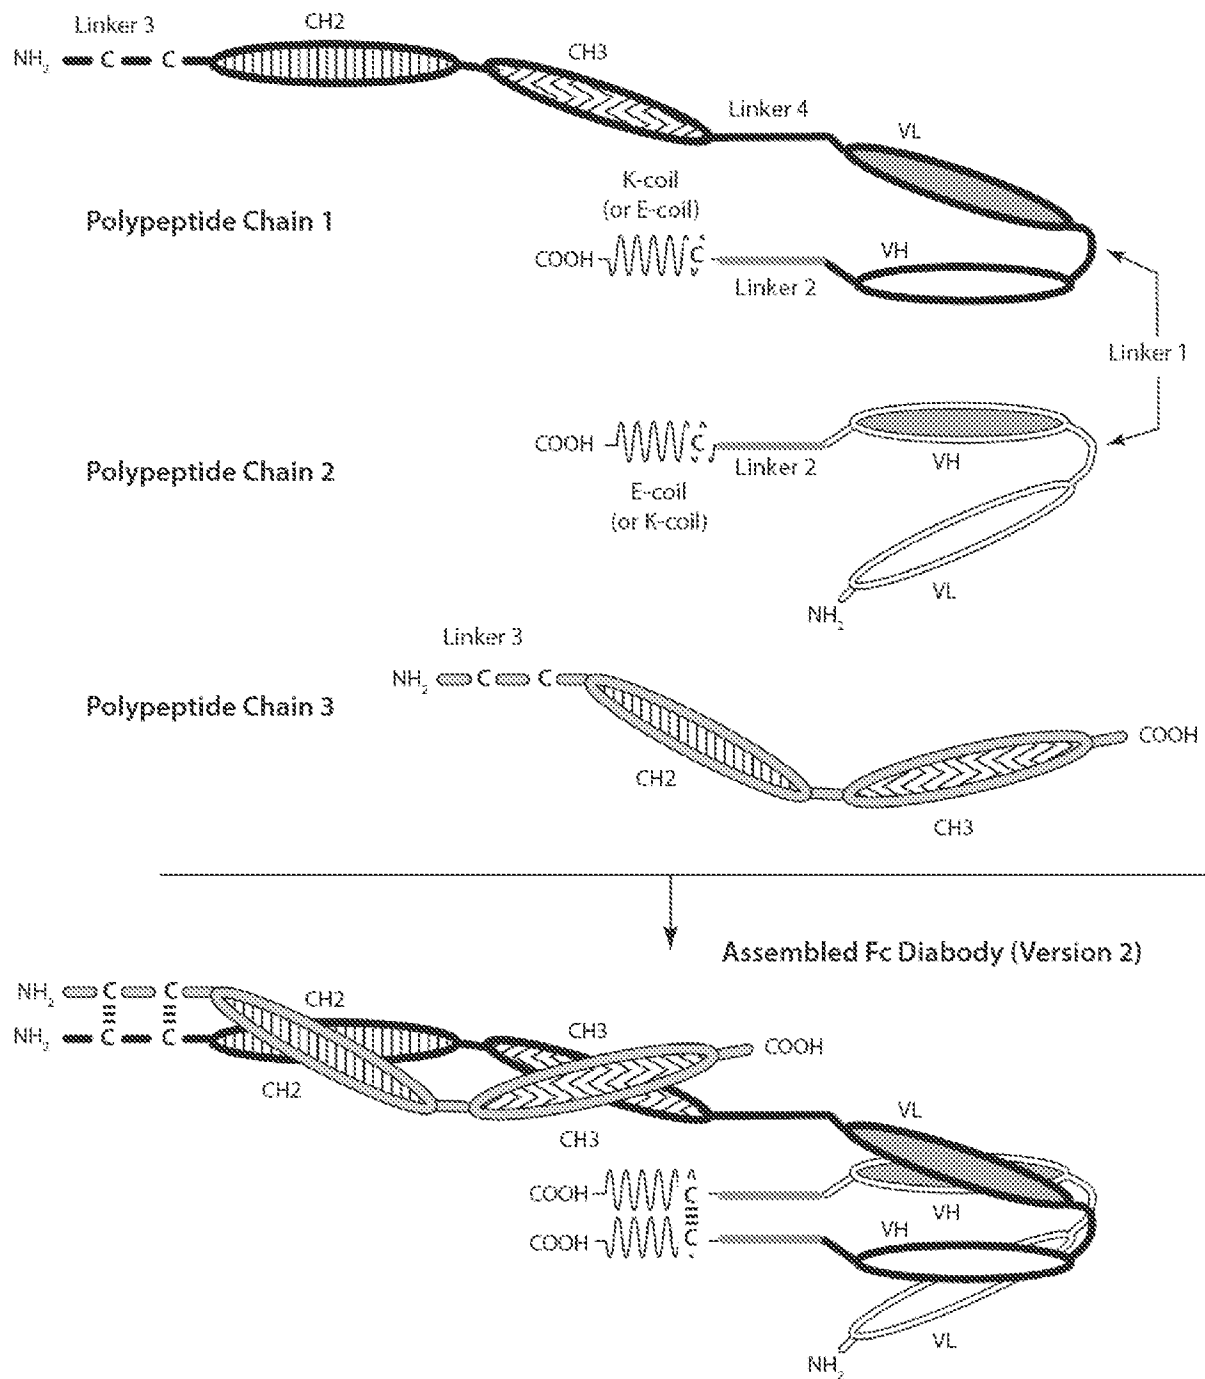 Linker 3
CH2
NH2 C C
CH3
Linker 4
VL
K-coil
(or E-coil)
Polypeptide Chain 1
COOH C
VH
Linker 2
Linker 1
COOH C
Linker 2
VH
Polypeptide Chain 2
E-coil
(or K-coil)
VL
NH2
Linker 3
NH2 C C
Polypeptide Chain 3
COOH
CH2
CH3
Assembled Fc Diabody (Version 2)
NH2 C C
CH2
NH2 C C
CH3
COOH
CH2
CH3
VL
COOH C
VH
VH
COOH C
VL
NH2